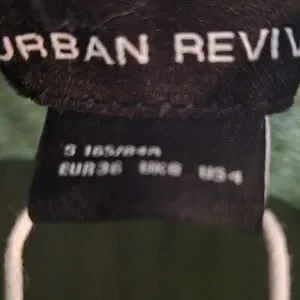 URBAN REVIV
S 165/84A
EUR36 UK8 US4